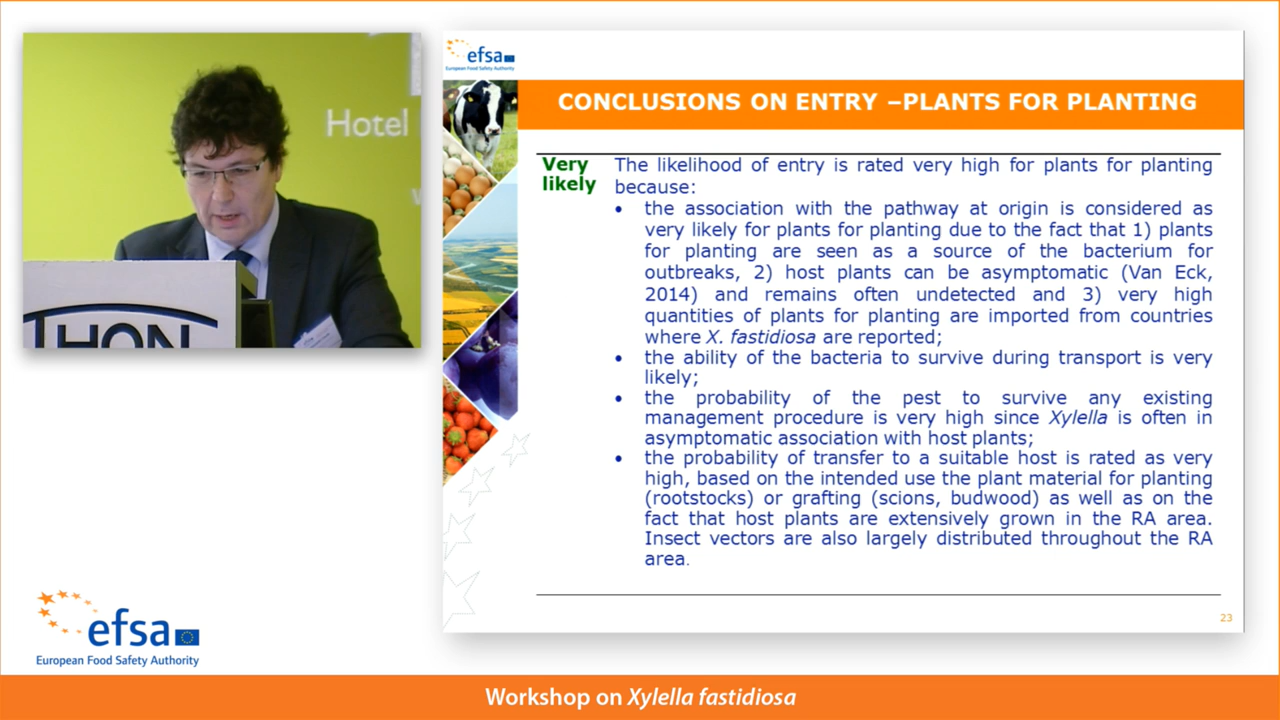 Hotel
THON
efsa
European Food Safety Authority
CONCLUSIONS ON ENTRY –PLANTS FOR PLANTING
Very
likely
The likelihood of entry is rated very high for plants for planting
because:
• the association with the pathway at origin is considered as
very likely for plants for planting due to the fact that 1) plants
for planting are seen as a source of the bacterium for
outbreaks, 2) host plants can be asymptomatic (Van Eck,
2014) and remains often undetected and 3) very high
quantities of plants for planting are imported from countries
where X. fastidiosa are reported;
• the ability of the bacteria to survive during transport is very
likely;
• the probability of the pest to survive any existing
management procedure is very high since Xylella is often in
asymptomatic association with host plants;
• the probability of transfer to a suitable host is rated as very
high, based on the intended use the plant material for planting
(rootstocks) or grafting (scions, budwood) as well as on the
fact that host plants are extensively grown in the RA area.
Insect vectors are also largely distributed throughout the RA
area.
23
efsa
European Food Safety Authority
Workshop on Xylella fastidiosa